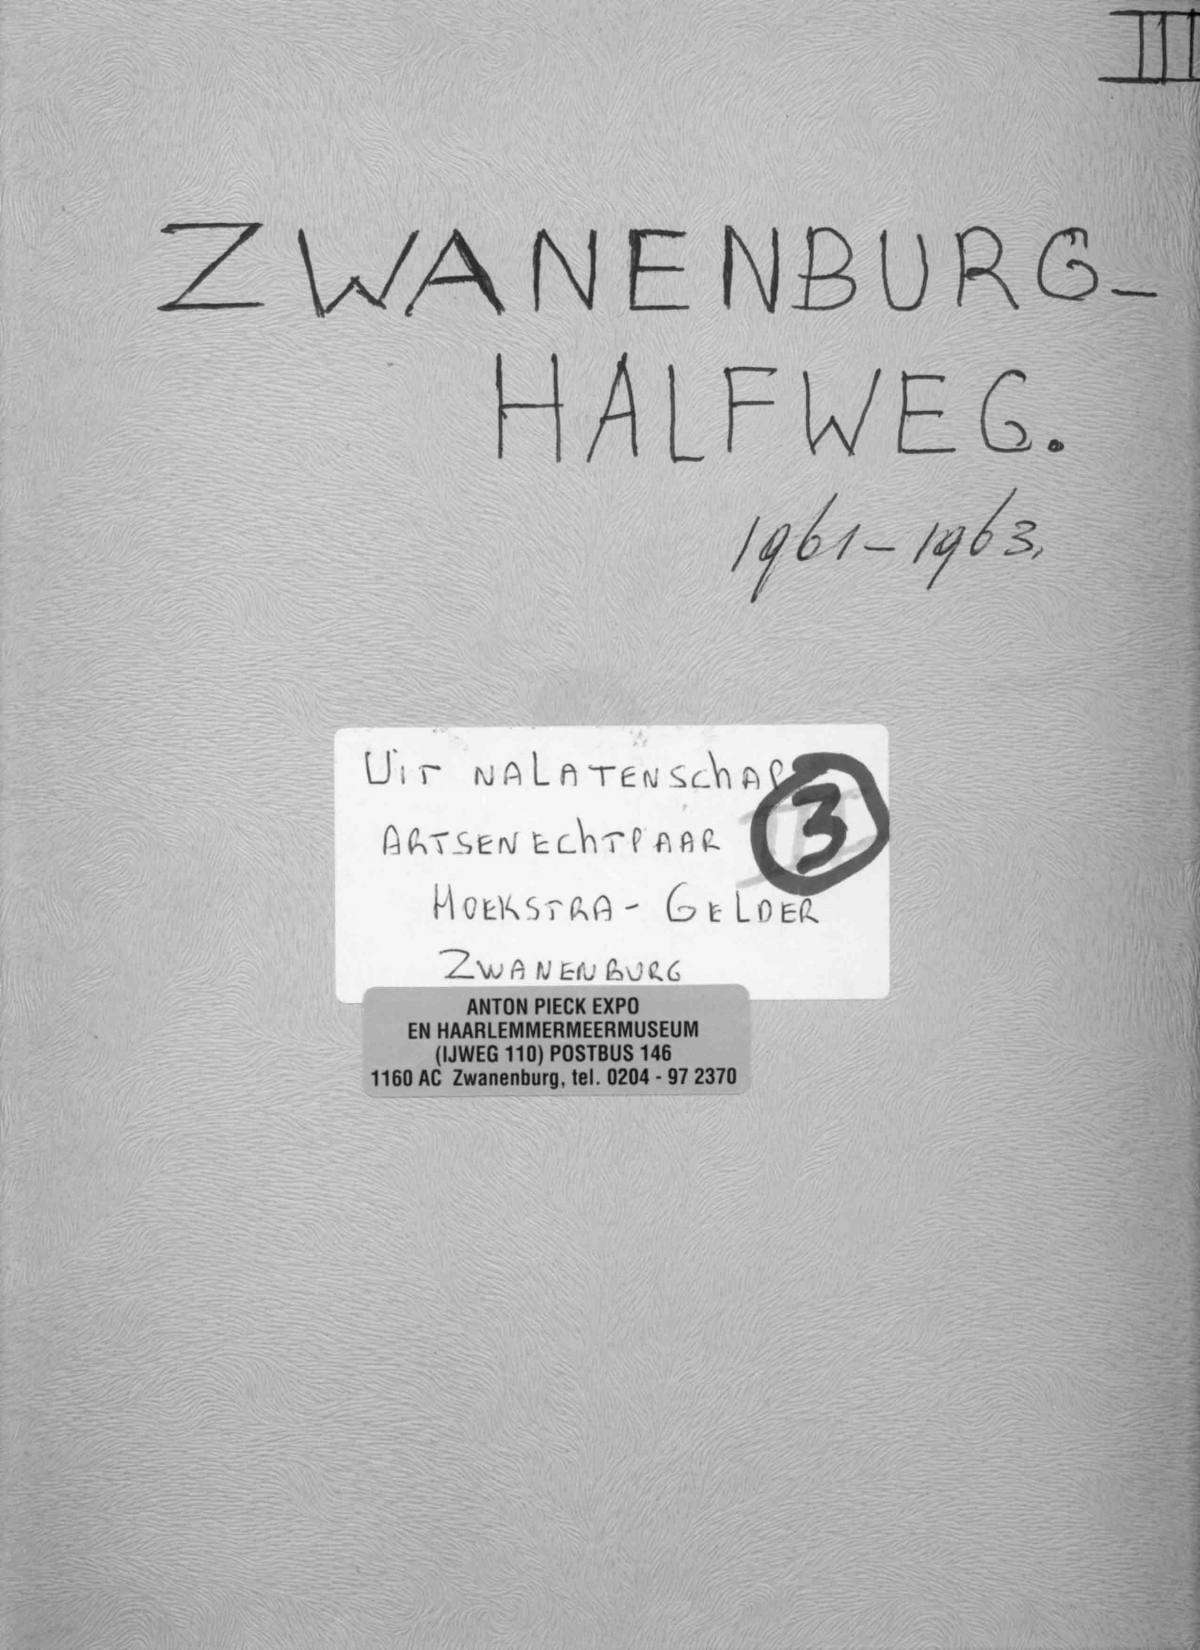 III
ZWANENBURG-
HALFWEG.
1961-1963.
Uit nalatenschap
artsenechtpaar
Hoekstra - Gelder
Zwanenburg
3
ANTON PIECK EXPO
EN HAARLEMMERMEERMUSEUM
(IJWEG 110) POSTBUS 146
1160 AC Zwanenburg, tel. 0204 - 97 2370